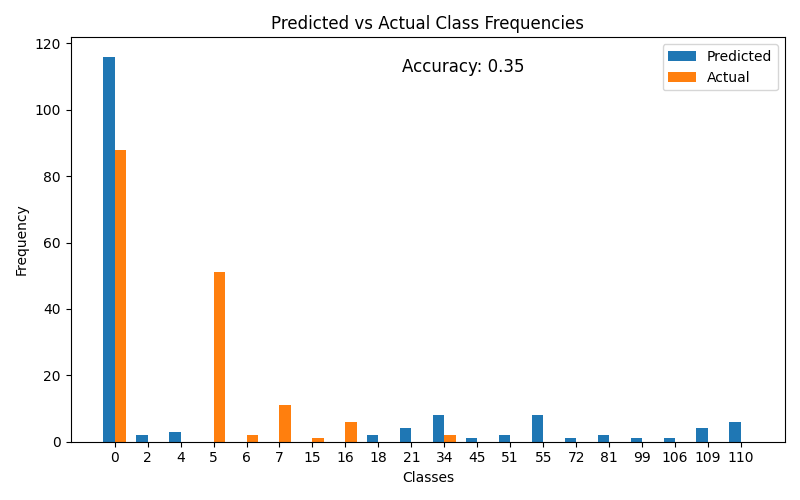 Predicted vs Actual Class Frequencies
Accuracy: 0.35
Predicted
Actual
Frequency
120
100
80
60
40
20
0
0 2 4 5 6 7 15 16 18 21 34 45 51 55 72 81 99 106 109 110
Classes